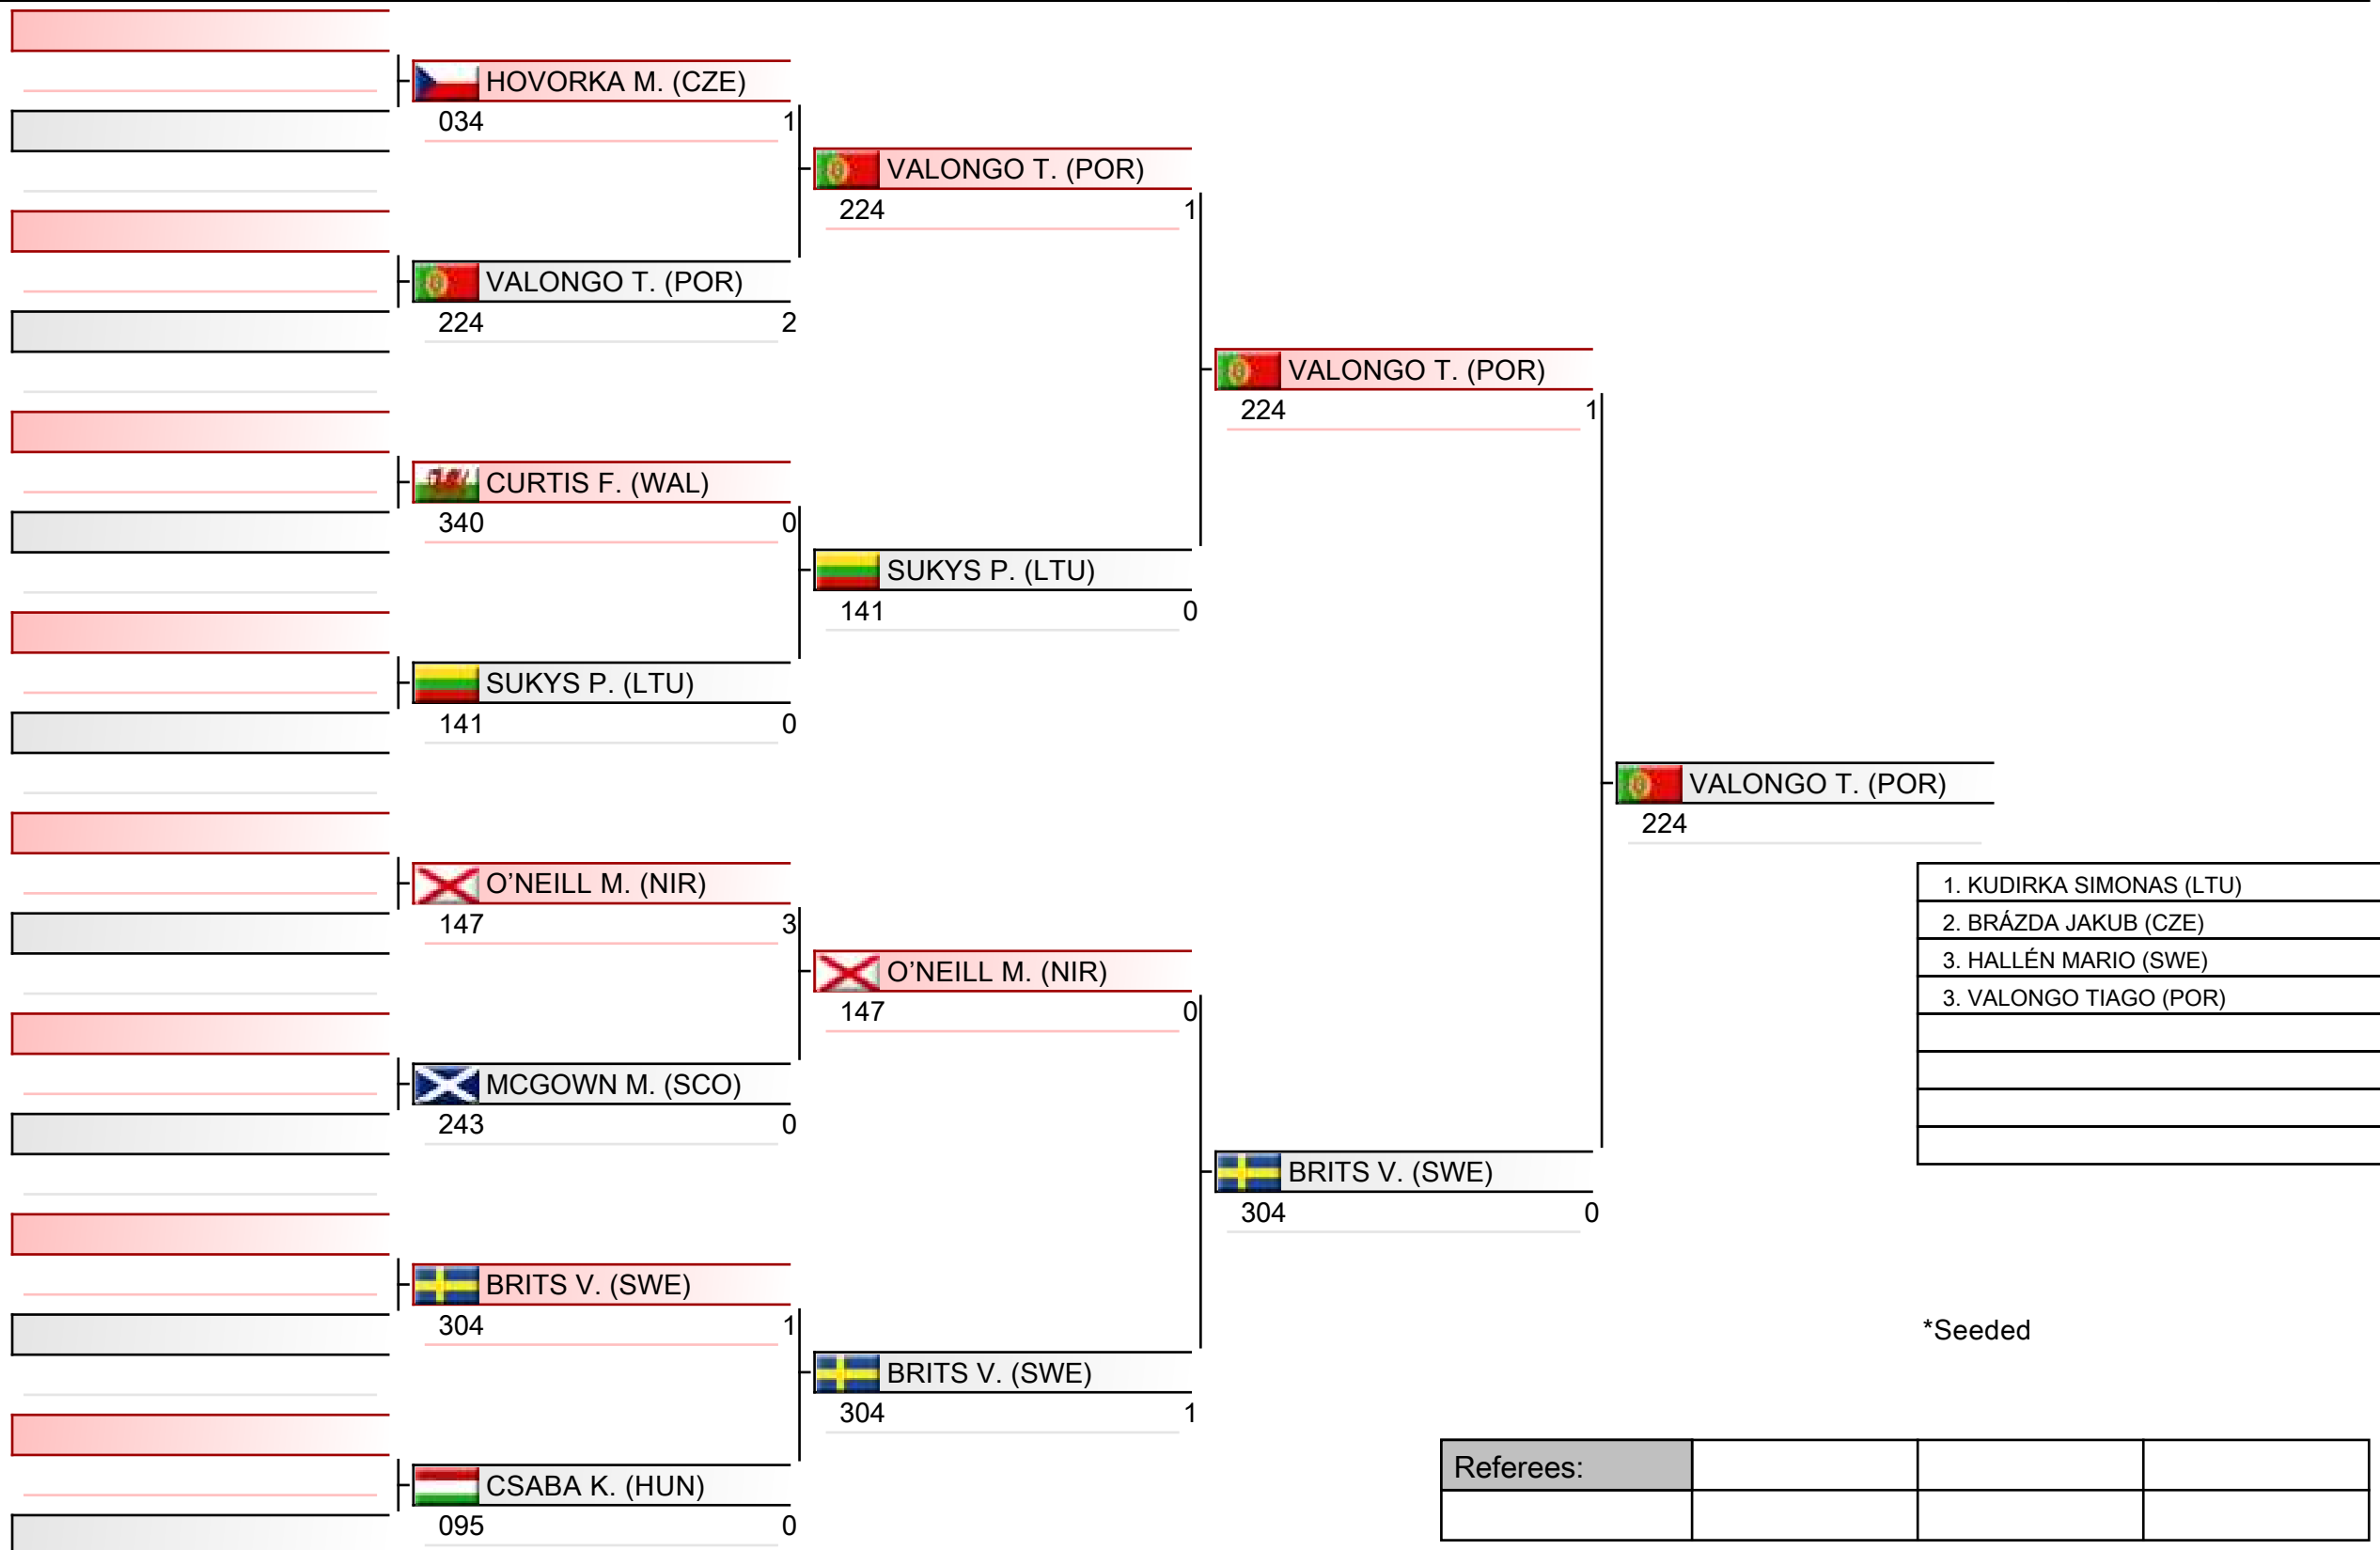 HOVORKA M. (CZE)
034 1
VALONGO T. (POR)
224 2
CURTIS F. (WAL)
340 0
SUKYS P. (LTU)
141 0
O’NEILL M. (NIR)
147 3
MCGOWN M. (SCO)
243 0
BRITS V. (SWE)
304 1
CSABA K. (HUN)
095 0
VALONGO T. (POR)
224 1
SUKYS P. (LTU)
141 0
O’NEILL M. (NIR)
147 0
BRITS V. (SWE)
304 1
VALONGO T. (POR)
224 1
BRITS V. (SWE)
304 0
VALONGO T. (POR)
224
1. KUDIRKA SIMONAS (LTU)
2. BRÁZDA JAKUB (CZE)
3. HALLÉN MARIO (SWE)
3. VALONGO TIAGO (POR)
*Seeded
Referees: